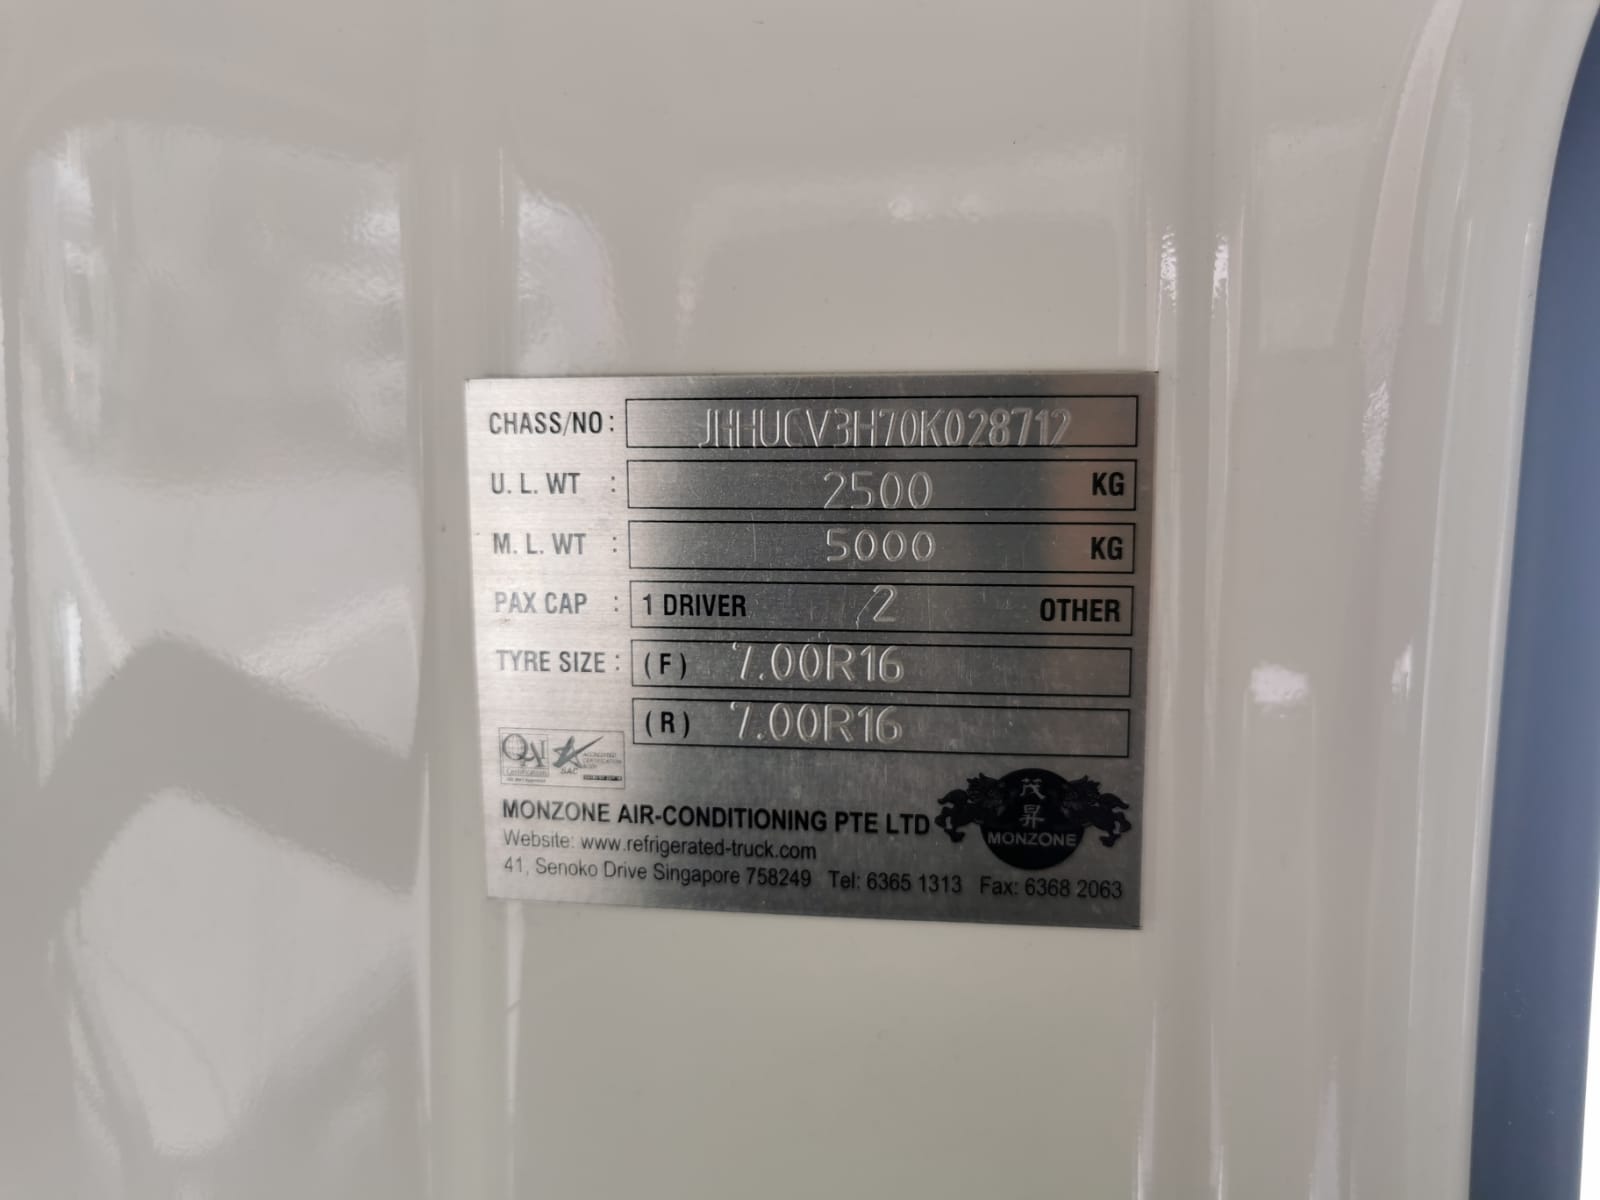 CHASS/NO: JHHUCV3H70K028712
U. L. WT : 2500 KG
M. L. WT : 5000 KG
PAX CAP : 1 DRIVER 2 OTHER
TYRE SIZE: (F) 7.00R16
(R) 7.00R16
SAC
MONZONE AIR-CONDITIONING PTE LTD
茂昇
MONZONE
Website: www.refrigerated-truck.com
41, Senoko Drive Singapore 758249 Tel: 6365 1313 Fax: 6368 2063